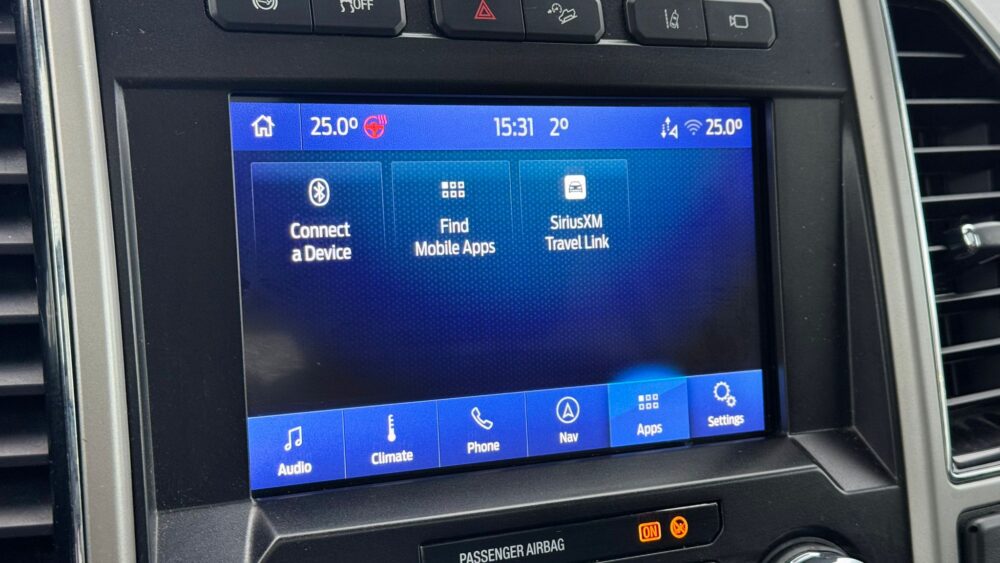 OFF
25.0°
15:31 2°
25.0°
Connect
a Device
Find
Mobile Apps
SiriusXM
Travel Link
Audio
Climate
Phone
Nav
Apps
Settings
PASSENGER AIRBAG
ON